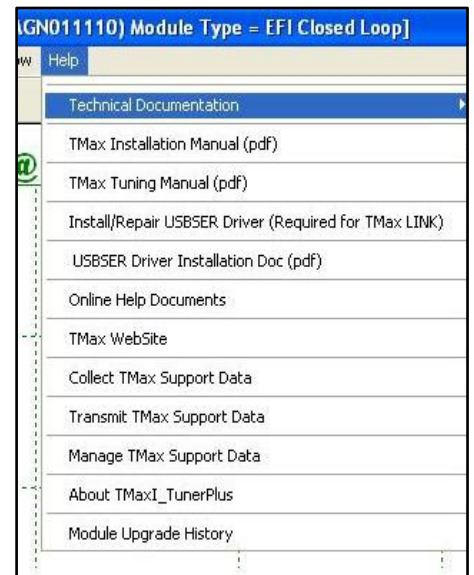 AGN011110) Module Type = EFI Closed Loop]
ow Help
Technical Documentation
@
TMax Installation Manual (pdf)
TMax Tuning Manual (pdf)
Install/Repair USBSER Driver (Required for TMax LINK)
USBSER Driver Installation Doc (pdf)
Online Help Documents
TMax WebSite
Collect TMax Support Data
Transmit TMax Support Data
Manage TMax Support Data
About TMaxI_TunerPlus
Module Upgrade History